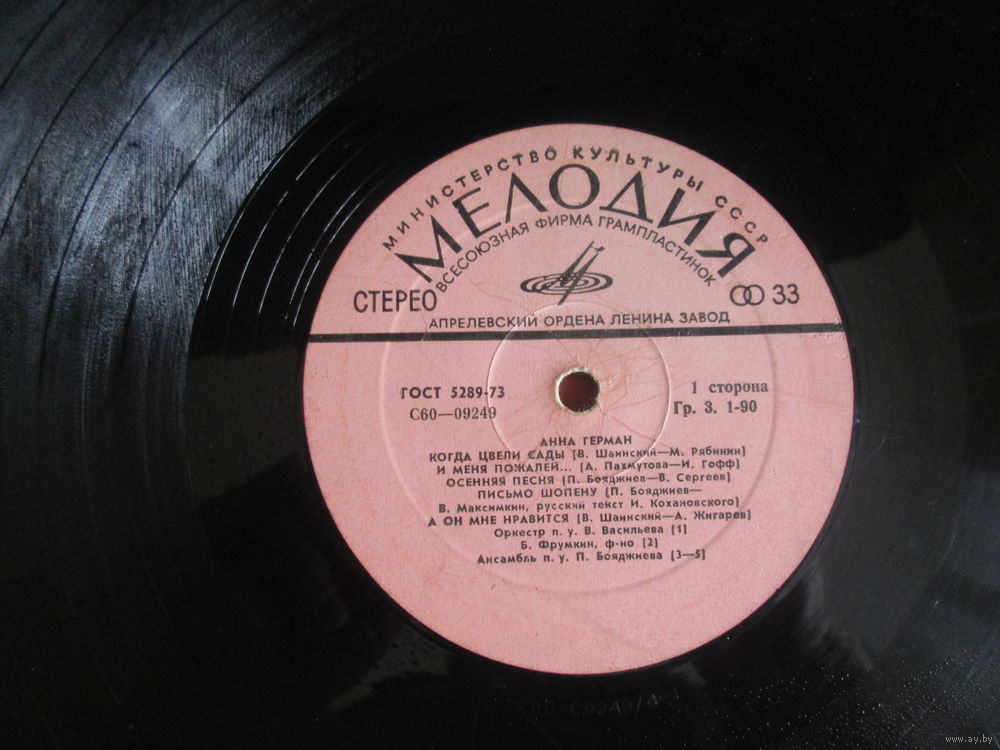 МИНИСТЕРСТВО КУЛЬТУРЫ СССР
МЕЛОДИЯ
ВСЕСОЮЗНАЯ ФИРМА ГРАМПЛАСТИНОК
СТЕРЕО
33
АПРЕЛЕВСКИЙ ОРДЕНА ЛЕНИНА ЗАВОД
ГОСТ 5289-73
1 сторона
С60—09249
Гр. 3. 1-90
АННА ГЕРМАН
КОГДА ЦВЕЛИ САДЫ (В. Шаинский—М. Рябинин)
И МЕНЯ ПОЖАЛЕЙ... (А. Пахмутова—И. Гофф)
ОСЕННЯЯ ПЕСНЯ (П. Бояджиев—В. Сергеев)
ПИСЬМО ШОПЕНУ (П. Бояджиев—
В. Максимкин, русский текст И. Кохановского)
А ОН МНЕ НРАВИТСЯ (В. Шаинский—А. Жигарев)
Оркестр п. у. В. Васильева (1)
Б. Фрумкин, ф-но (2)
Ансамбль п. у. П. Бояджиева (3—5)
www.ay.by